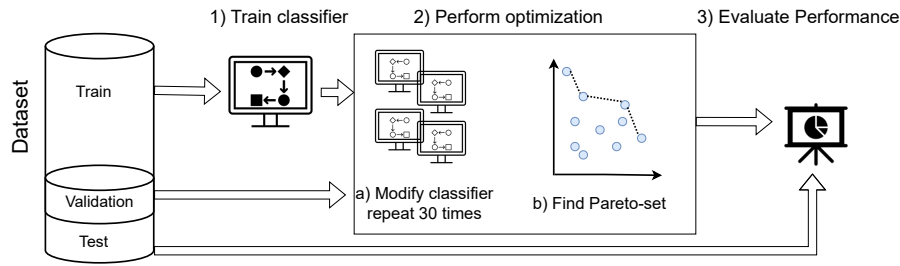 1) Train classifier
2) Perform optimization
3) Evaluate Performance
Dataset
Train
Validation
Test
a) Modify classifier
repeat 30 times
b) Find Pareto-set